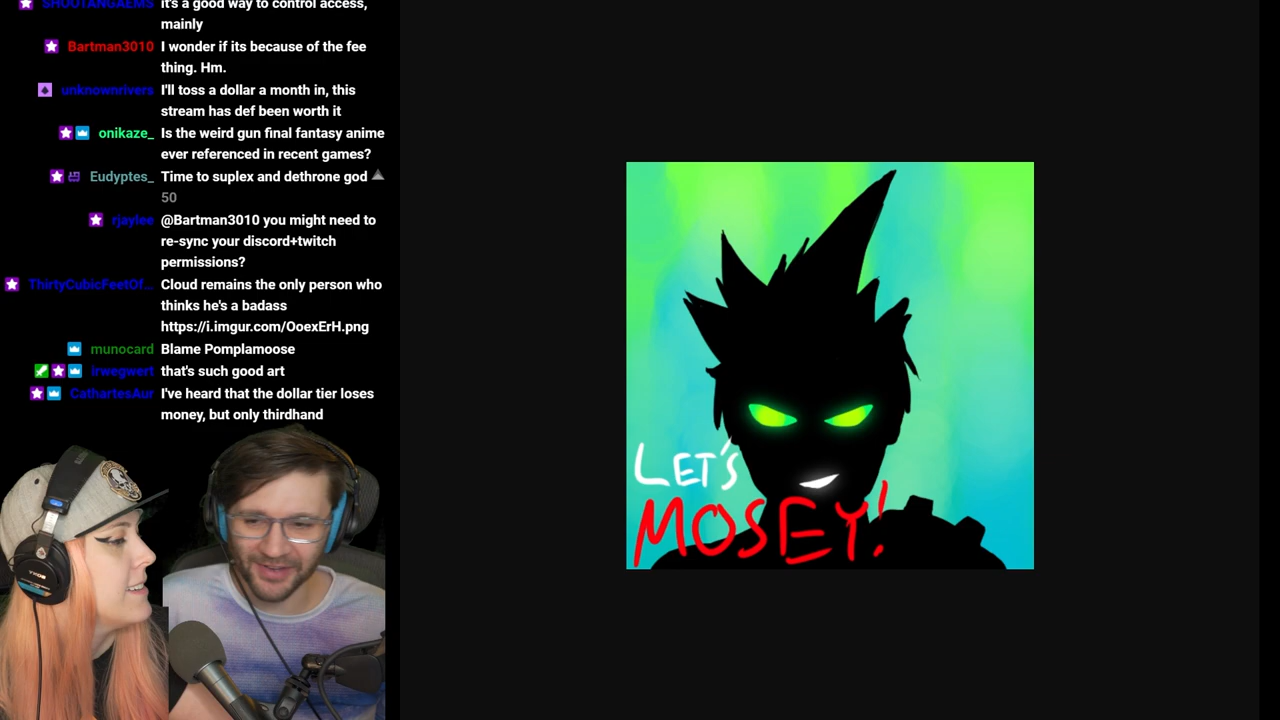 SHOOTANGAEMS it's a good way to control access,
mainly
Bartman3010 I wonder if its because of the fee
thing. Hm.
unknownrivers I'll toss a dollar a month in, this
stream has def been worth it
onikaze_ Is the weird gun final fantasy anime
ever referenced in recent games?
Eudyptes_ Time to suplex and dethrone god
50
rjaylee @Bartman3010 you might need to
re-sync your discord+twitch
permissions?
ThirtyCubicFeetOf... Cloud remains the only person who
thinks he's a badass
https://i.imgur.com/OoexErH.png
munocard Blame Pomplamoose
irwegwert that's such good art
CathartesAur I've heard that the dollar tier loses
money, but only thirdhand
LET'S
MOSEY!